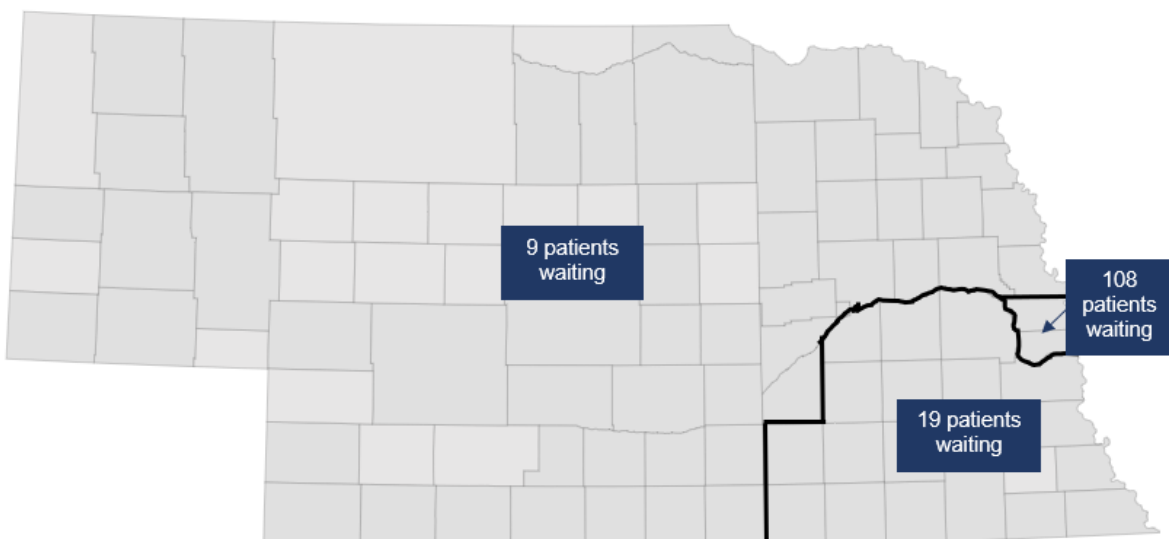 9 patients
waiting
108
patients
waiting
19 patients
waiting